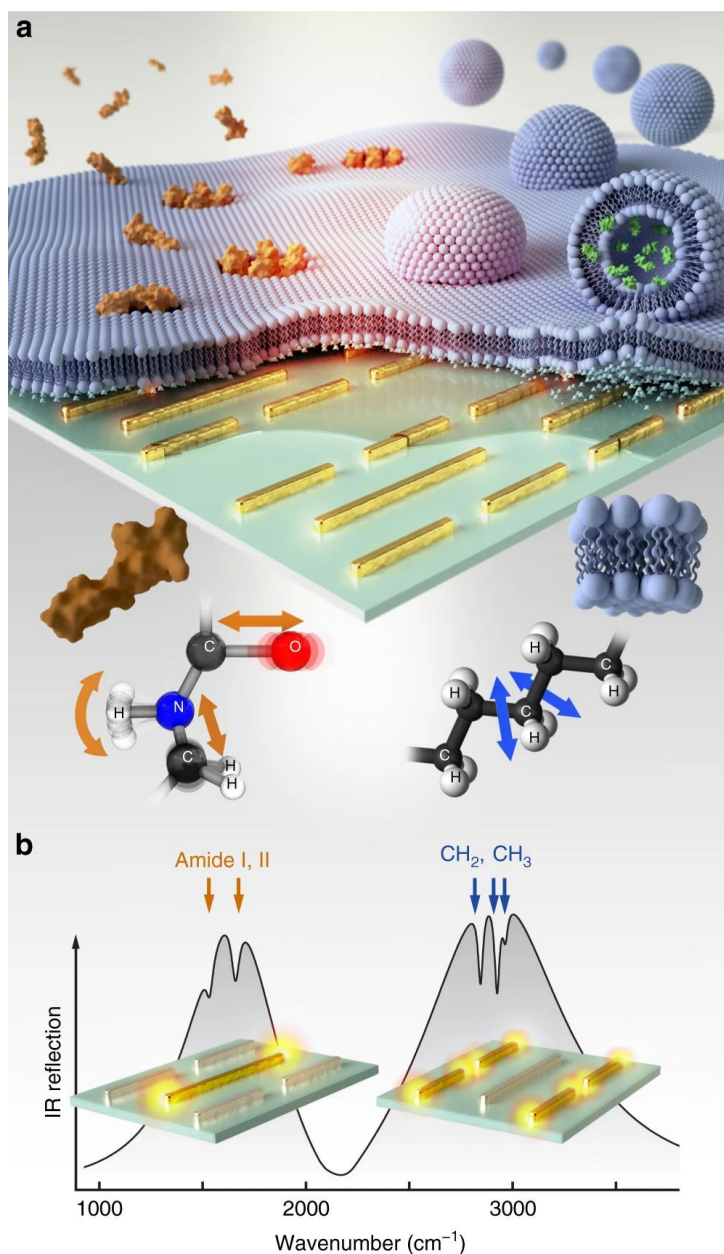 a
C
O
H
N
C
H
H
H
C
H
H
C
H
C
H
b
Amide I, II
CH₂, CH₃
IR reflection
1000
2000
3000
Wavenumber (cm⁻¹)